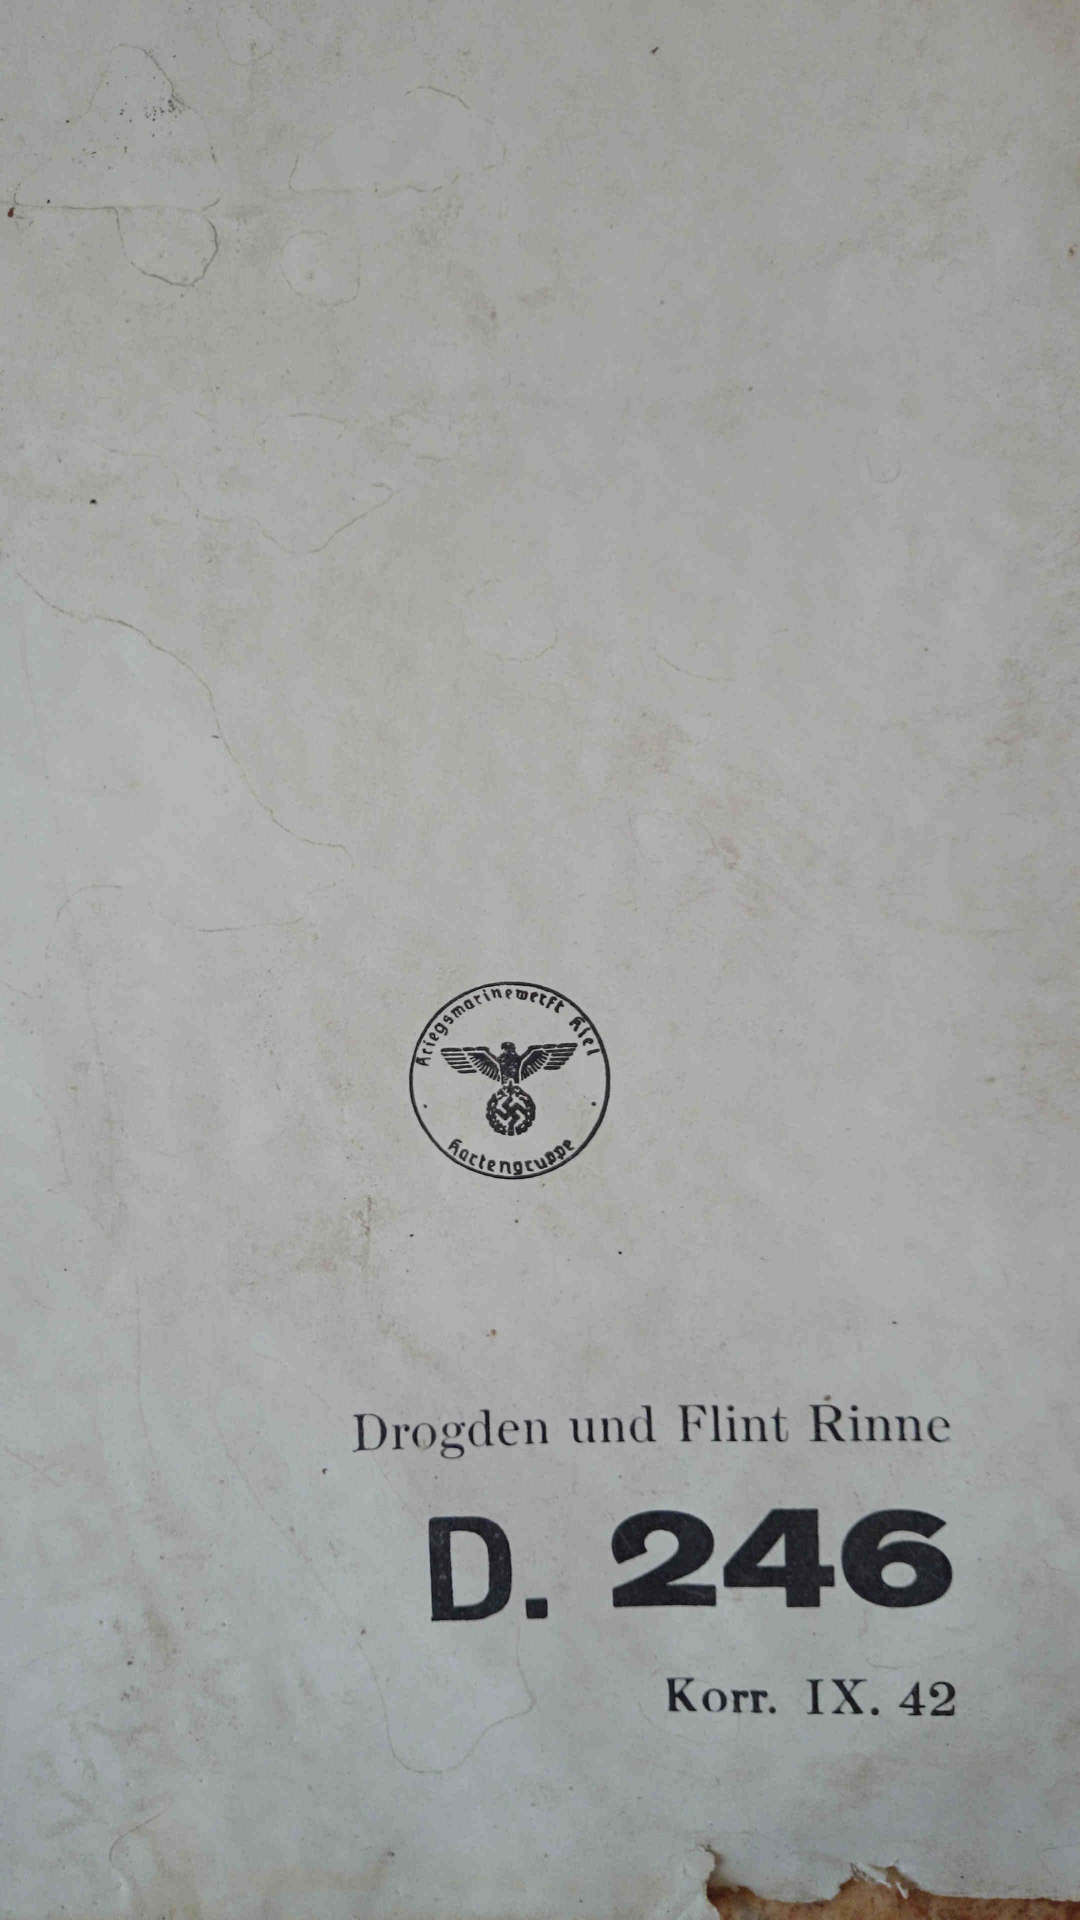 Kriegsmarinewerft Kiel
Kartengruppe
Drogden und Flint Rinne
D. 246
Korr. IX. 42